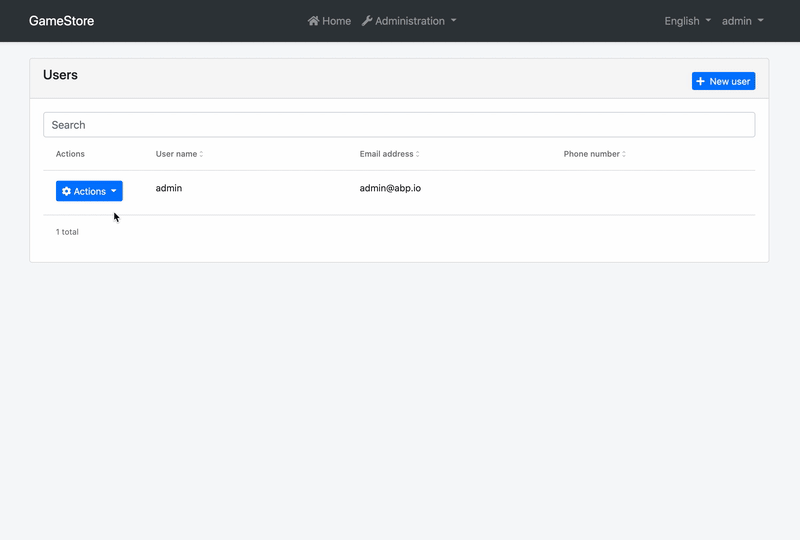 GameStore Home Administration English admin
Users
New user
Search
Actions User name Email address Phone number
Actions admin admin@abp.io
1 total